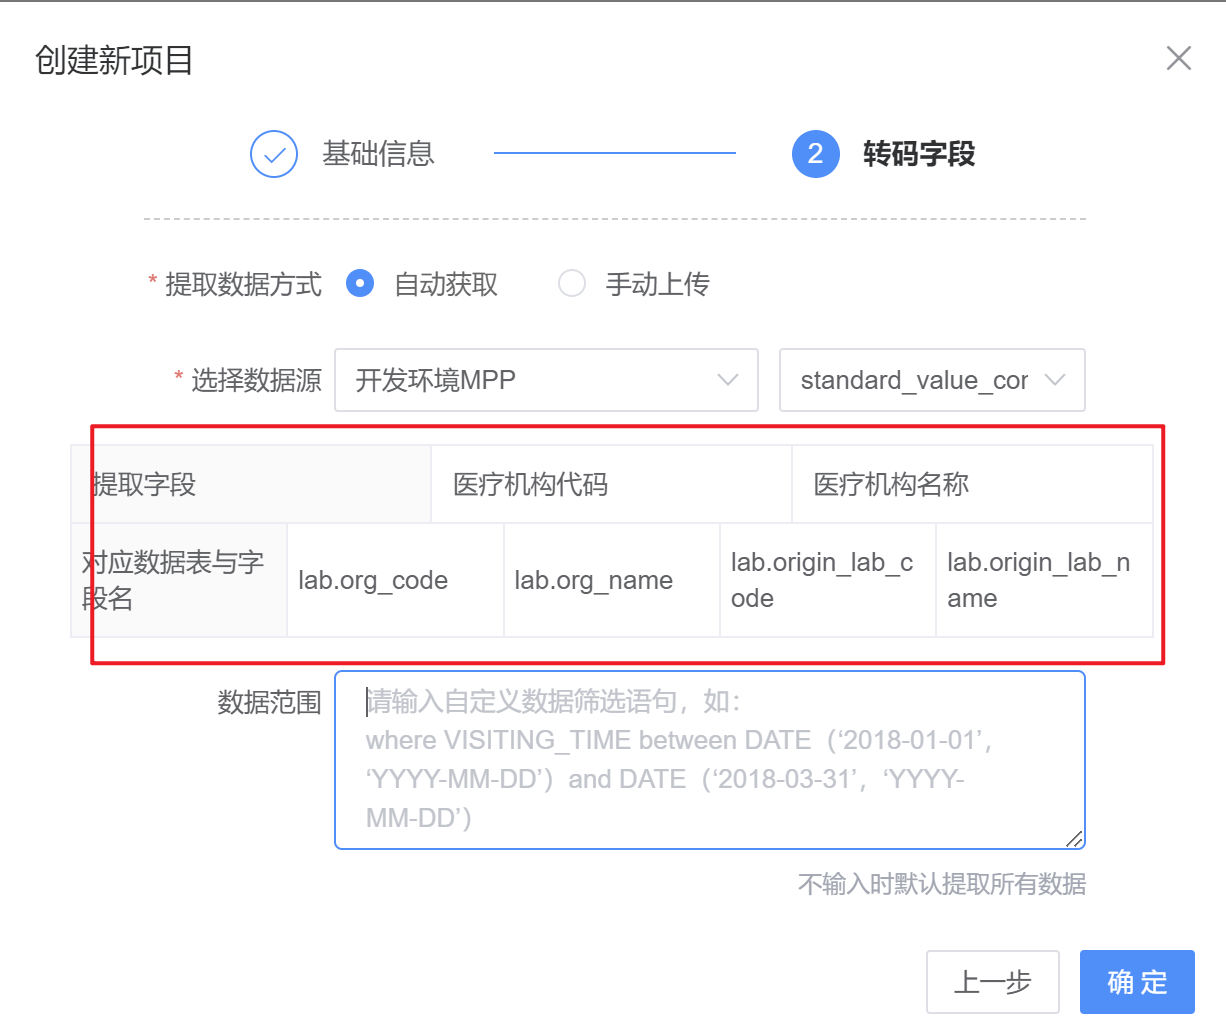 创建新项目
基础信息
2 转码字段
* 提取数据方式 自动获取 手动上传
* 选择数据源 开发环境MPP standard_value_cor
提取字段 医疗机构代码 医疗机构名称
对应数据表与字
段名
lab.org_code
lab.org_name
lab.origin_lab_c
ode
lab.origin_lab_n
ame
数据范围
请输入自定义数据筛选语句，如：
where VISITING_TIME between DATE（‘2018-01-01’，
‘YYYY-MM-DD’）and DATE（‘2018-03-31’，‘YYYY-
MM-DD’）
不输入时默认提取所有数据
上一步 确 定